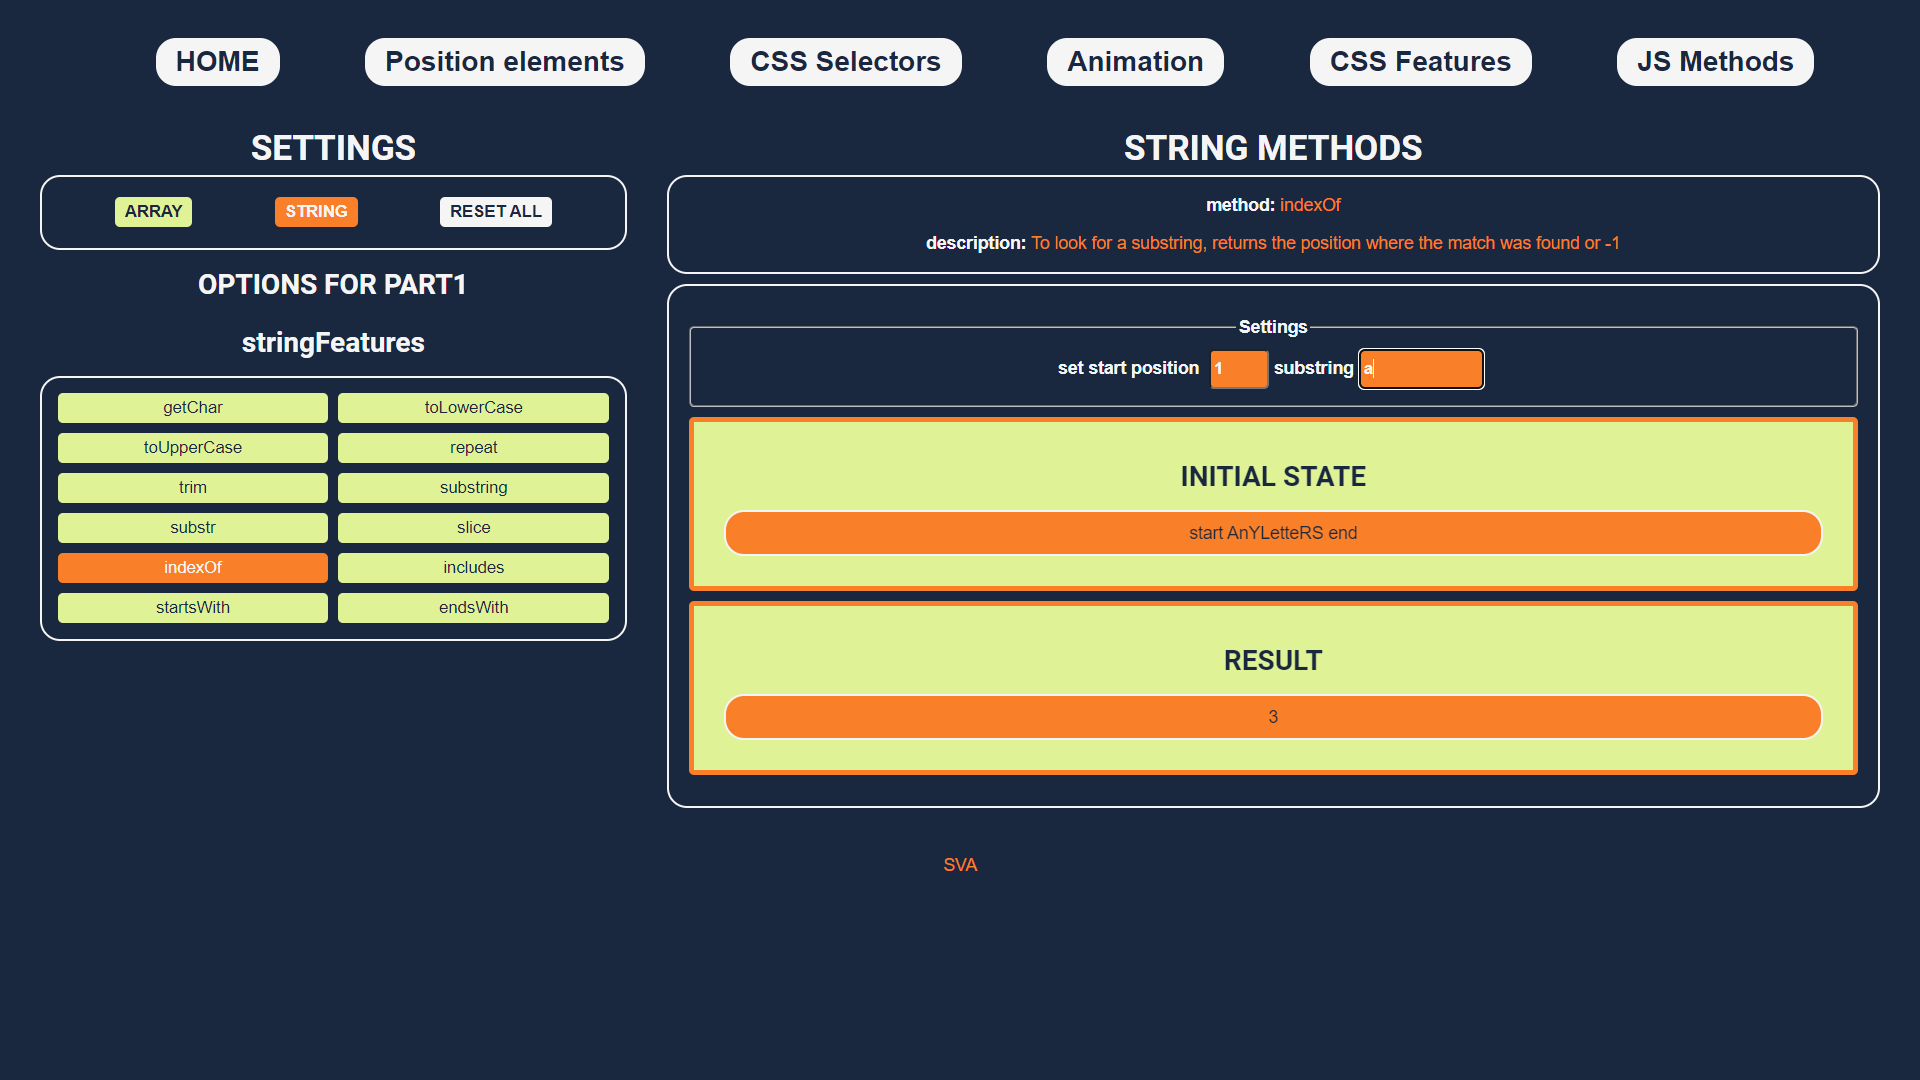 HOME
Position elements
CSS Selectors
Animation
CSS Features
JS Methods
SETTINGS
ARRAY
STRING
RESET ALL
OPTIONS FOR PART1
stringFeatures
getChar
toLowerCase
toUpperCase
repeat
trim
substring
substr
slice
indexOf
includes
startsWith
endsWith
STRING METHODS
method: indexOf
description: To look for a substring, returns the position where the match was found or -1
Settings
set start position 1 substring a
INITIAL STATE
start AnYLetteRS end
RESULT
3
SVA